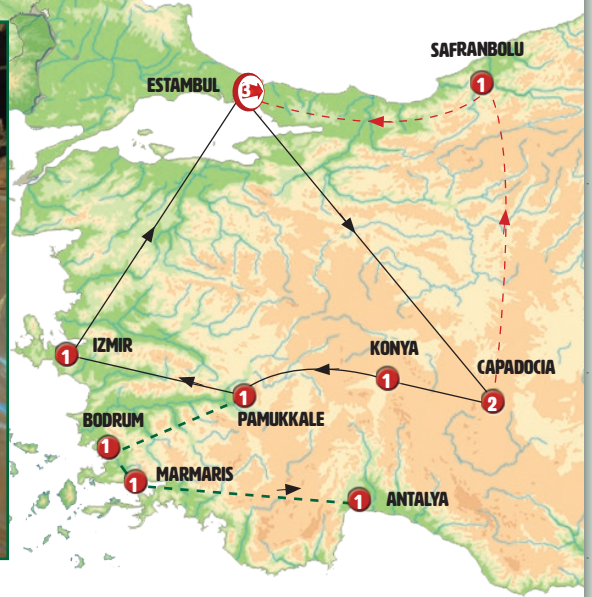 SAFRANBOLU
1
ESTAMBUL
3
IZMIR
1
KONYA
1
CAPADOCIA
2
1
PAMUKKALE
BODRUM
1
MARMARIS
1
ANTALYA
1